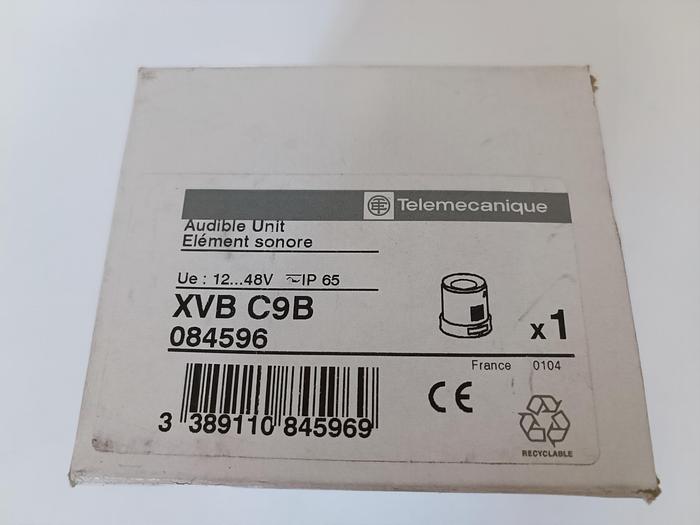 Telemecanique
Audible Unit
Elément sonore
Ue : 12...48V ⏦IP 65
XVB C9B
084596
x1
France 0104
3 389110 845969
CE
RECYCLABLE